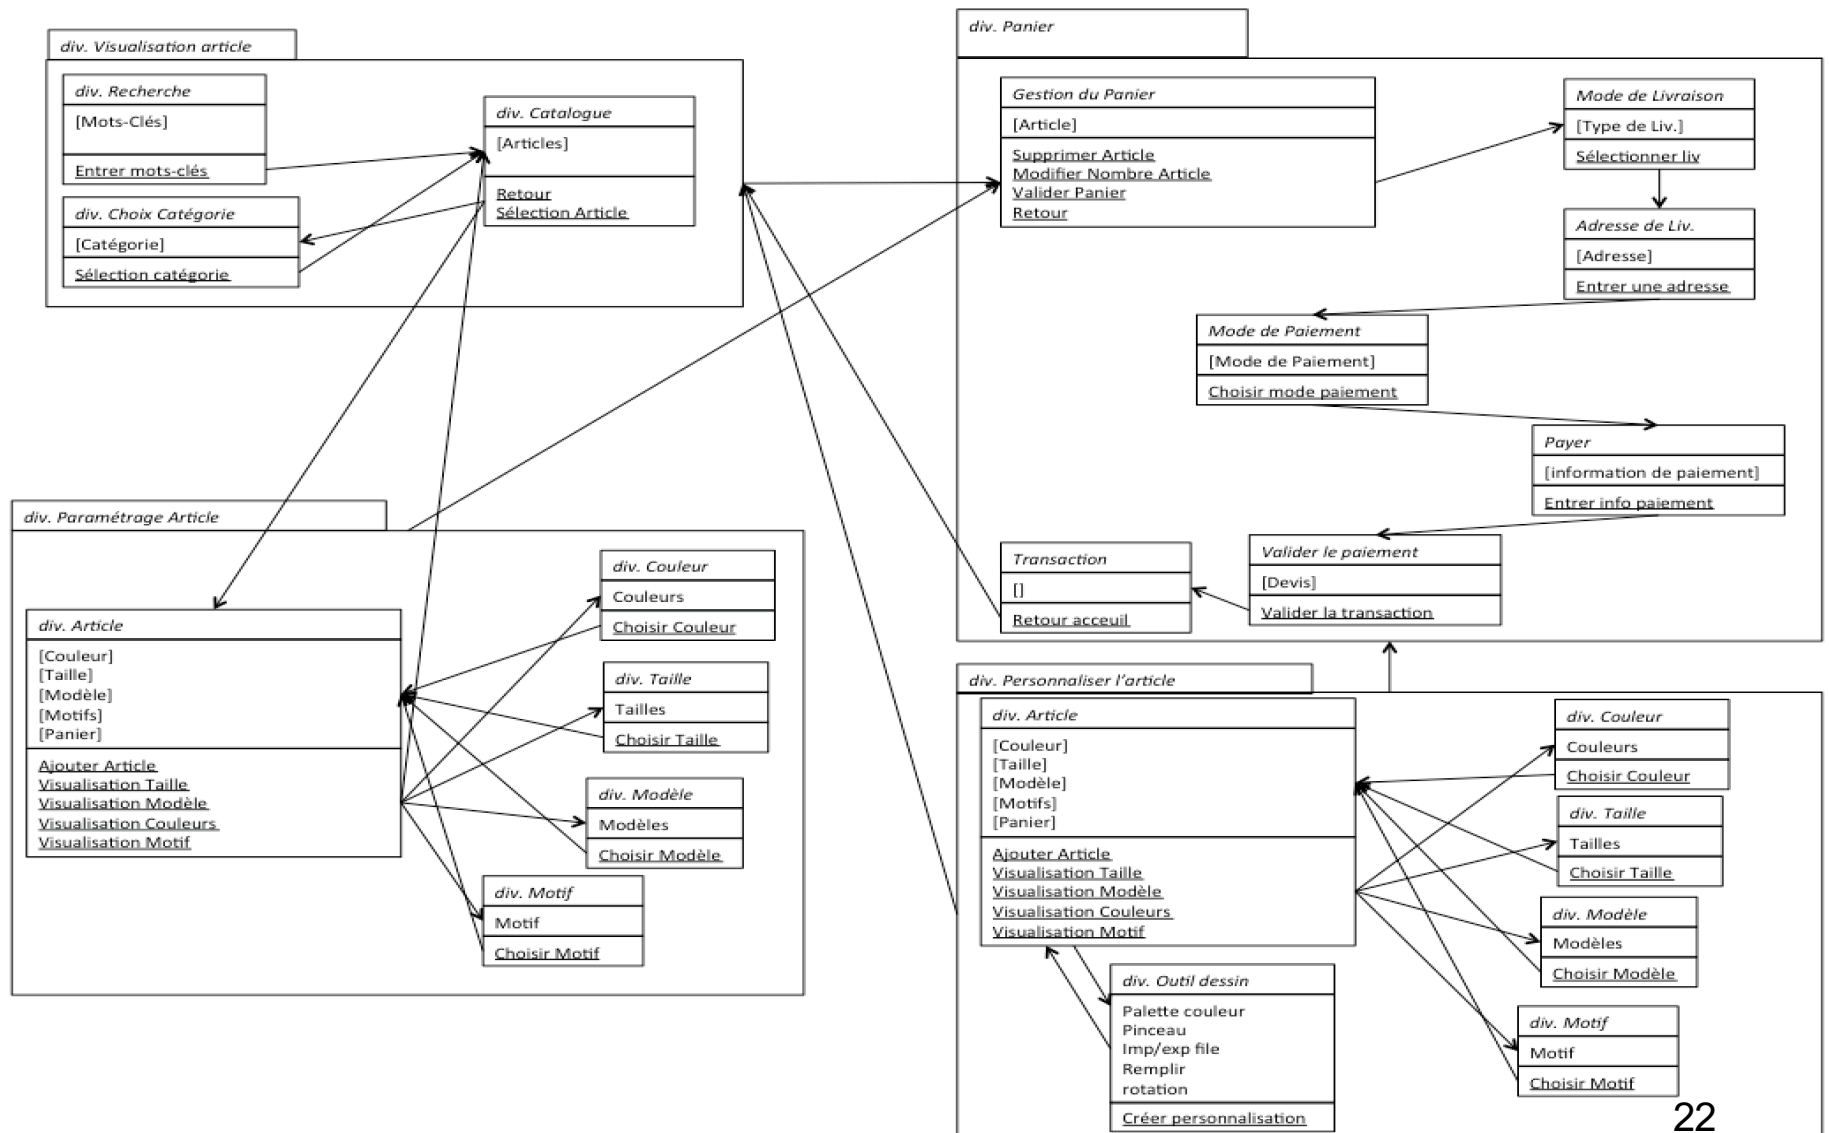 div. Visualisation article
div. Recherche
[Mots-Clés]
Entrer mots-clés
div. Choix Catégorie
[Catégorie]
Sélection catégorie
div. Catalogue
[Articles]
Retour
Sélection Article
div. Panier
Gestion du Panier
[Article]
Supprimer Article
Modifier Nombre Article
Valider Panier
Retour
Mode de Livraison
[Type de Liv.]
Sélectionner liv
Adresse de Liv.
[Adresse]
Entrer une adresse
Mode de Paiement
[Mode de Paiement]
Choisir mode paiement
Payer
[information de paiement]
Entrer info paiement
Valider le paiement
[Devis]
Valider la transaction
Transaction
[]
Retour acceuil
div. Paramétrage Article
div. Article
[Couleur]
[Taille]
[Modèle]
[Motifs]
[Panier]
Ajouter Article
Visualisation Taille
Visualisation Modèle
Visualisation Couleurs
Visualisation Motif
div. Couleur
Couleurs
Choisir Couleur
div. Taille
Tailles
Choisir Taille
div. Modèle
Modèles
Choisir Modèle
div. Motif
Motif
Choisir Motif
div. Personnaliser l'article
div. Article
[Couleur]
[Taille]
[Modèle]
[Motifs]
[Panier]
Ajouter Article
Visualisation Taille
Visualisation Modèle
Visualisation Couleurs
Visualisation Motif
div. Couleur
Couleurs
Choisir Couleur
div. Taille
Tailles
Choisir Taille
div. Modèle
Modèles
Choisir Modèle
div. Motif
Motif
Choisir Motif
div. Outil dessin
Palette couleur
Pinceau
Imp/exp file
Remplir
rotation
Créer personnalisation
22